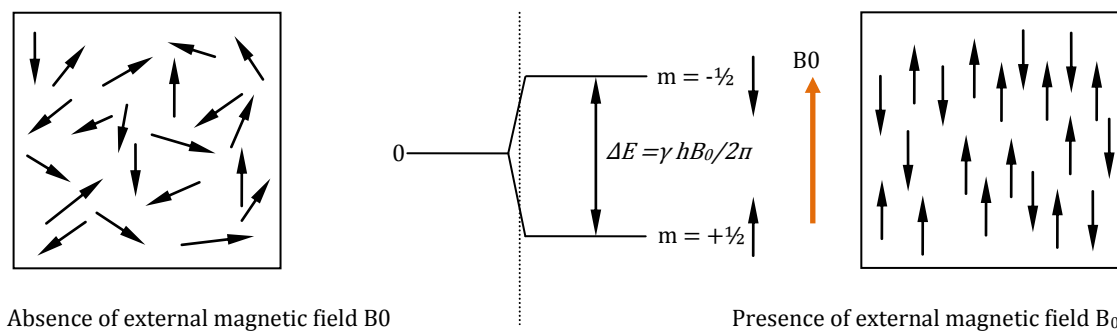 B0
m = -½
0
ΔE =γ hB₀/2π
m = +½
Absence of external magnetic field B0
Presence of external magnetic field B₀